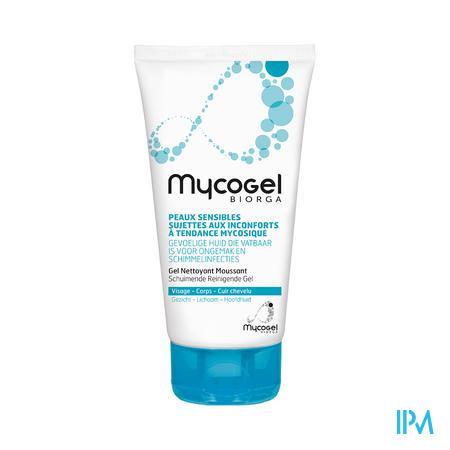 Mycogel
BIORGA
PEAUX SENSIBLES
SUJETTES AUX INCONFORTS
À TENDANCE MYCOSIQUE
GEVOELIGE HUID DIE VATBAAR
IS VOOR ONGEMAK EN
SCHIMMELINFECTIES
Gel Nettoyant Moussant
Schuimende Reinigende Gel
Visage - Corps - Cuir chevelu
Gezicht - Lichaam - Hoofdhuid
Mycogel
BIORGA
IPM